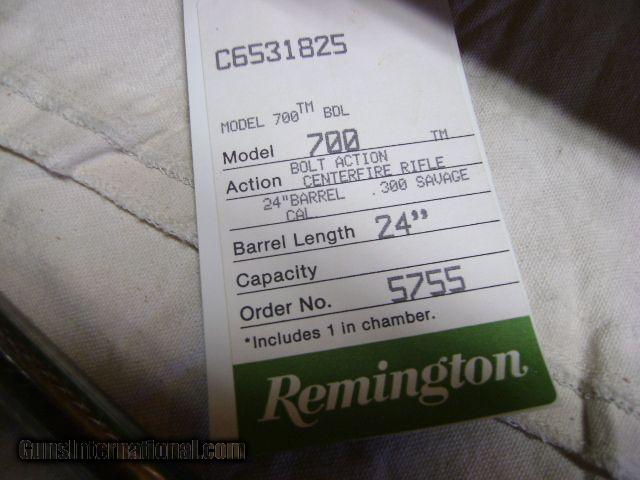 C6531825
MODEL 700™ BDL
Model 700 ™
Action BOLT ACTION CENTERFIRE RIFLE
24"BARREL .300 SAVAGE
CAL
Barrel Length 24”
Capacity
Order No. 5755
*Includes 1 in chamber.
Remington
GunsInternational.com